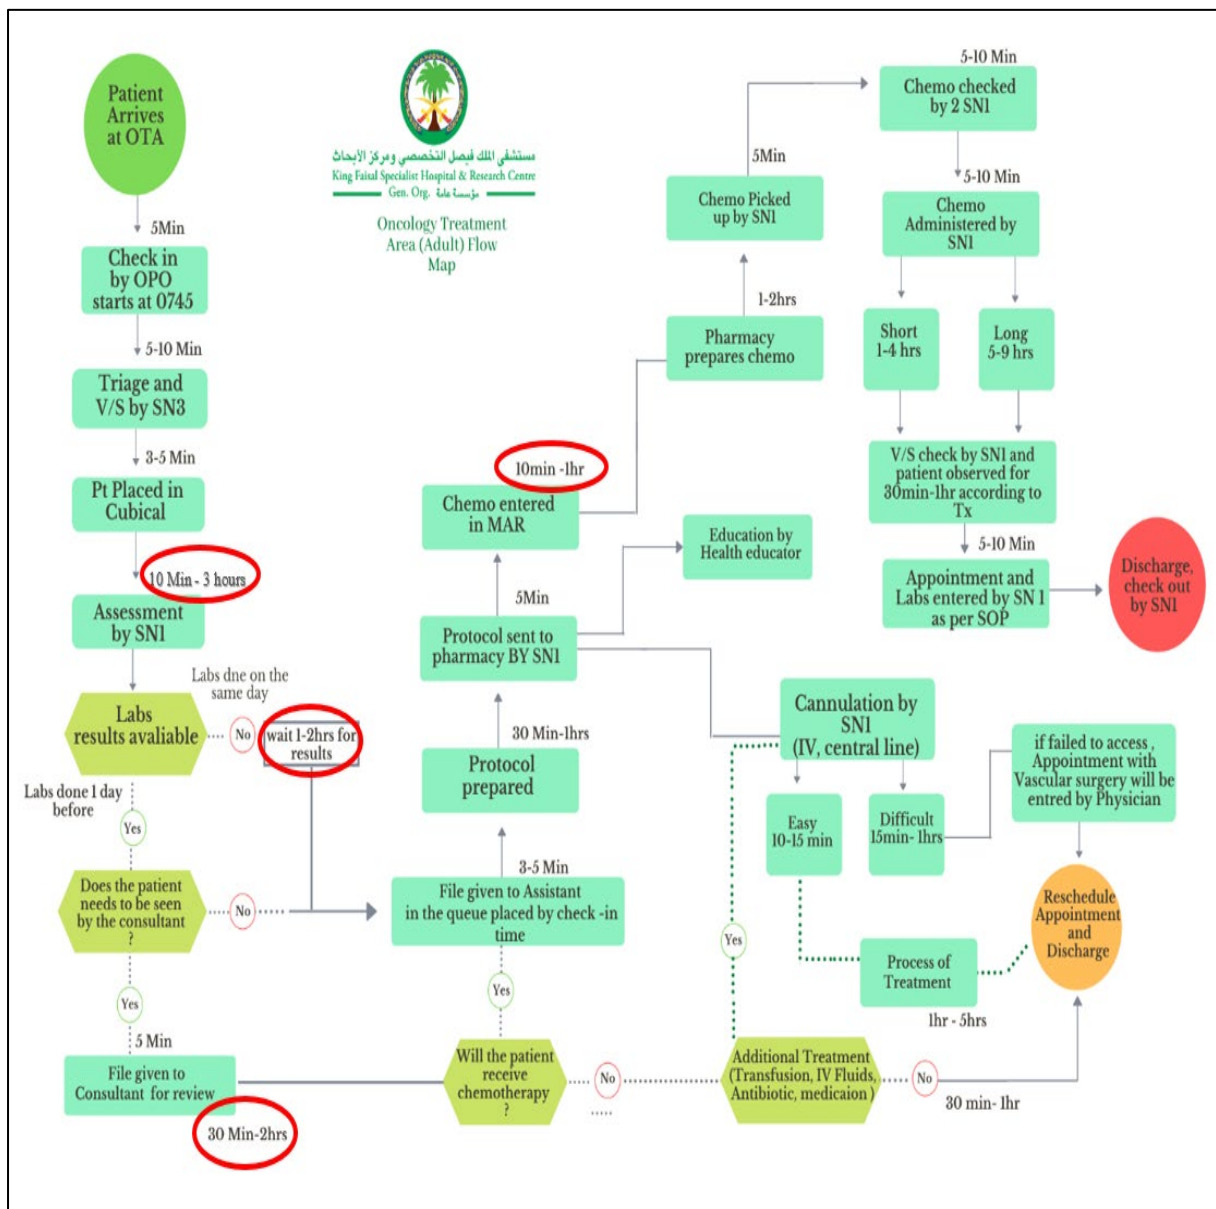 Patient
Arrives
at OTA
5Min
Check in
by OPO
starts at 0745
5-10 Min
Triage and
V/S by SN3
3-5 Min
Pt Placed in
Cubical
10 Min - 3 hours
Assessment
by SN1
Labs
results avaliable
Labs dne on the
same day
No
wait 1-2hrs for
results
Labs done 1 day
before
Yes
Does the patient
needs to be seen
by the consultant
?
No
Yes
5 Min
File given to
Consultant for review
30 Min-2hrs
مستشفى الملك فيصل التخصصي ومركز الأبحاث
King Faisal Specialist Hospital & Research Centre
Gen. Org. مؤسسة عامة
Oncology Treatment
Area (Adult) Flow
Map
10min -1hr
Chemo entered
in MAR
5Min
Protocol sent to
pharmacy BY SN1
30 Min-1hrs
Protocol
prepared
3-5 Min
File given to Assistant
in the queue placed by check -in
time
Yes
Will the patient
receive
chemotherapy
?
No
.....
Education by
Health educator
5Min
Chemo Picked
up by SN1
1-2hrs
Pharmacy
prepares chemo
5-10 Min
Chemo checked
by 2 SN1
5-10 Min
Chemo
Administered by
SN1
Short
1-4 hrs
Long
5-9 hrs
V/S check by SN1 and
patient observed for
30min-1hr according to
Tx
5-10 Min
Appointment and
Labs entered by SN 1
as per SOP
Discharge,
check out
by SN1
Cannulation by
SN1
(IV, central line)
Easy
10-15 min
Difficult
15min- 1hrs
if failed to access ,
Appointment with
Vascular surgery will be
entred by Physician
Reschedule
Appointment
and
Discharge
Yes
Process of
Treatment
1hr - 5hrs
Additional Treatment
(Transfusion, IV Fluids,
Antibiotic, medicaion )
No
30 min- 1hr